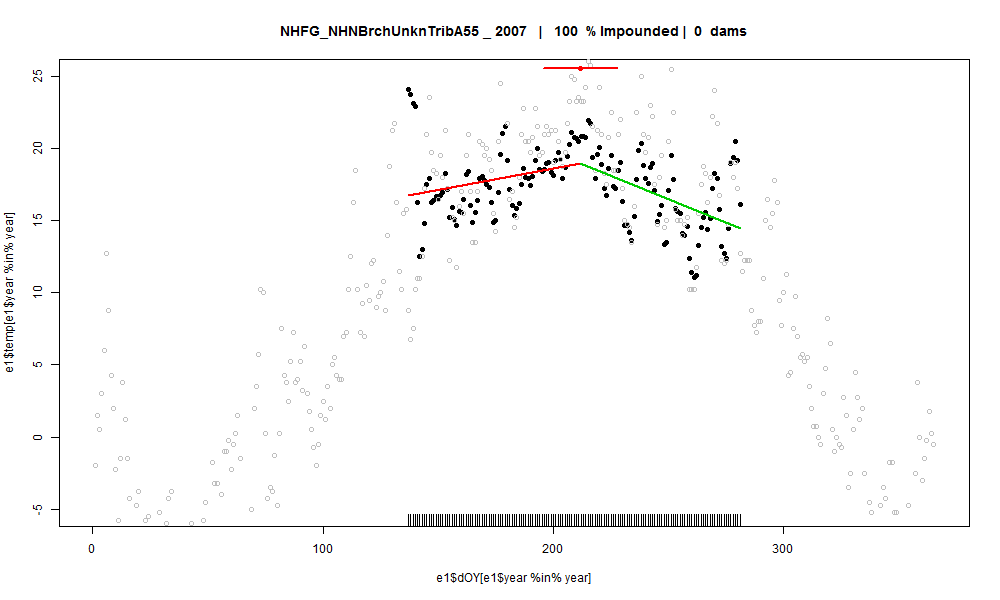 NHFG_NHNBrchUnknTribA55 _ 2007 | 100 % Impounded | 0 dams
25
20
15
10
5
0
-5
e1$temp[e1$year %in% year]
0 100 200 300
e1$dOY[e1$year %in% year]